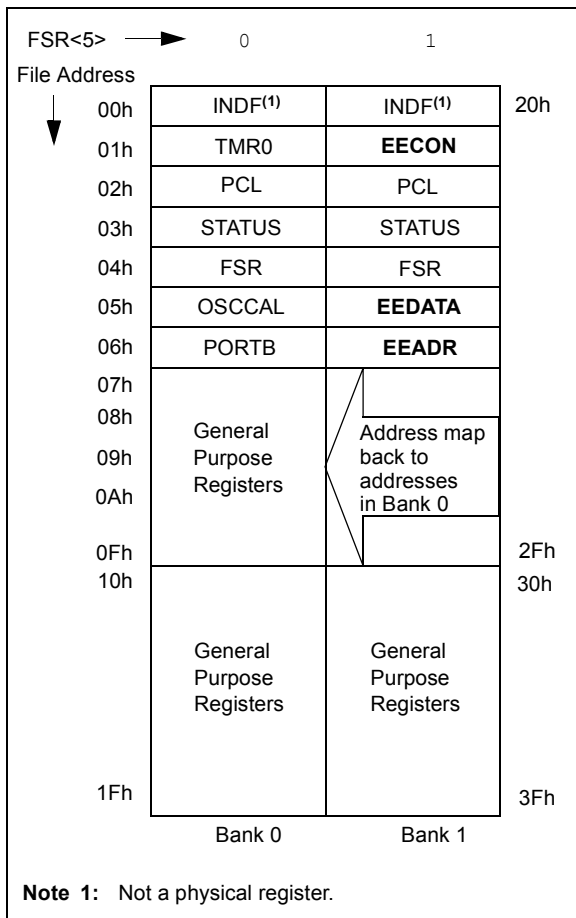 FSR<5> 0 1
File Address
00h INDF(1) INDF(1) 20h
01h TMR0 EECON
02h PCL PCL
03h STATUS STATUS
04h FSR FSR
05h OSCCAL EEDATA
06h PORTB EEADR
07h
08h
09h
0Ah
0Fh
General
Purpose
Registers
Address map
back to
addresses
in Bank 0
2Fh
10h 30h
General
Purpose
Registers
General
Purpose
Registers
1Fh 3Fh
Bank 0 Bank 1
Note 1: Not a physical register.